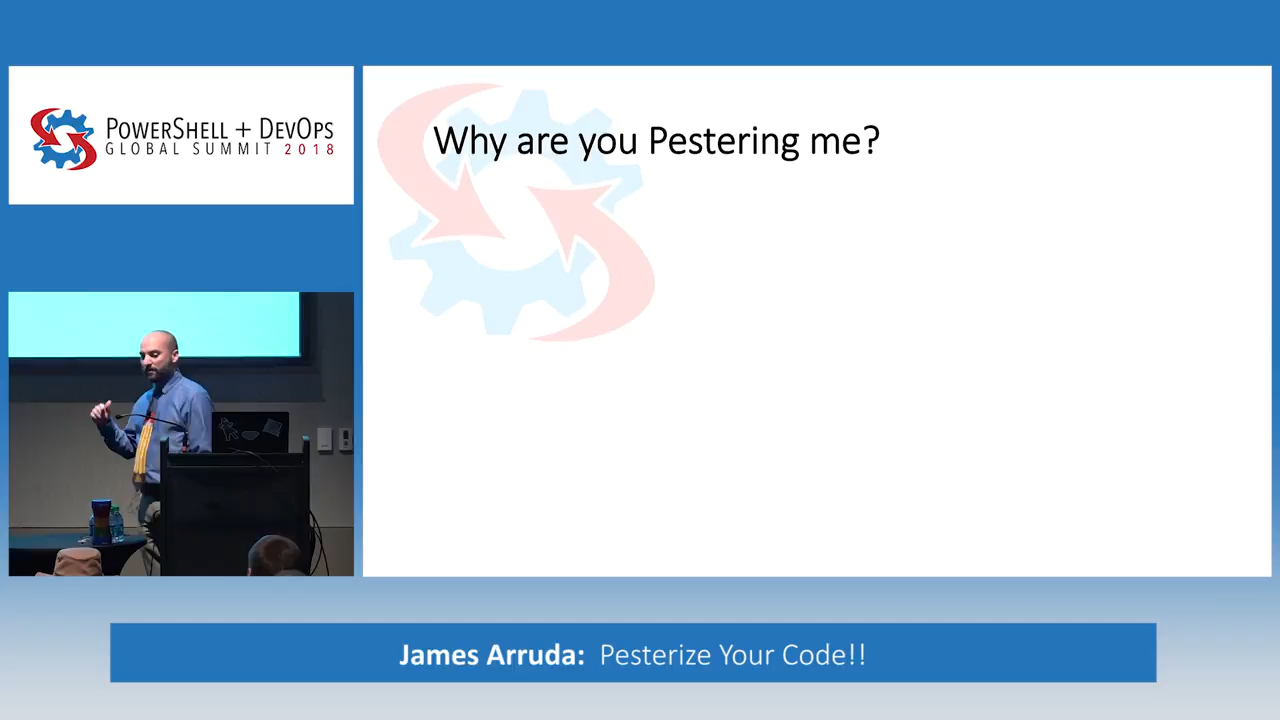 POWERSHELL + DEVOPS
GLOBAL SUMMIT 2018
Why are you Pestering me?
James Arruda: Pesterize Your Code!!